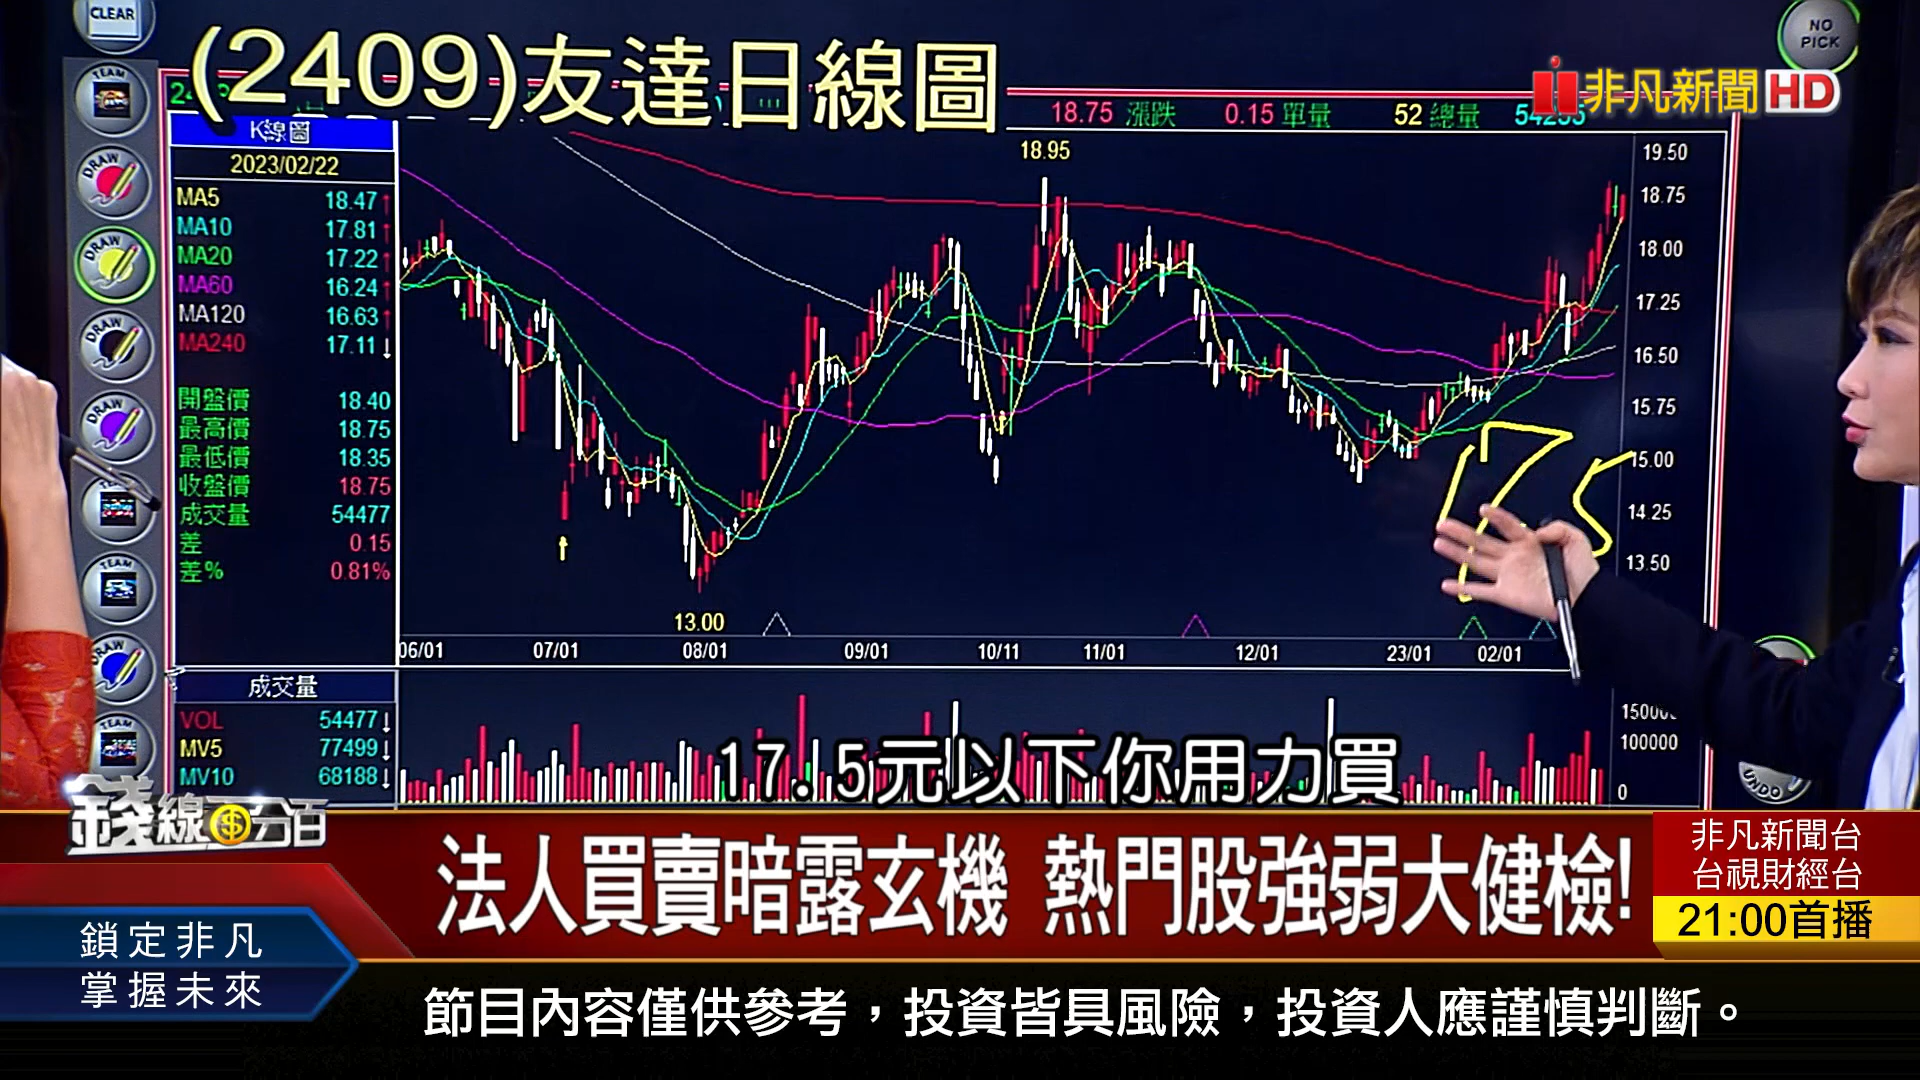 CLEAR
NO
PICK
(2409)友達日線圖
非凡新聞HD
18.75 漲跌 0.15 單量 52 總量
K線圖
2023/02/22
MA5 18.47↑
MA10 17.81↑
MA20 17.22↑
MA60 16.24↑
MA120 16.63↑
MA240 17.11↓
開盤價 18.40
最高價 18.75
最低價 18.35
收盤價 18.75
成交量 54477
差 0.15
差% 0.81%
18.95
13.00
19.50
18.75
18.00
17.25
16.50
15.75
15.00
14.25
13.50
06/01 07/01 08/01 09/01 10/11 11/01 12/01 23/01 02/01
TEAM
DRAW
DRAW
DRAW
DRAW
TEAM
DRAW
TEAM
成交量
VOL 54477↓
MV5 77499↓
MV10 68188↓
100000
0
UNDO
17.5元以下你用力買
錢線百分百
法人買賣暗露玄機 熱門股強弱大健檢!
非凡新聞台
台視財經台
21:00首播
鎖定非凡
掌握未來
節目內容僅供參考，投資皆具風險，投資人應謹慎判斷。